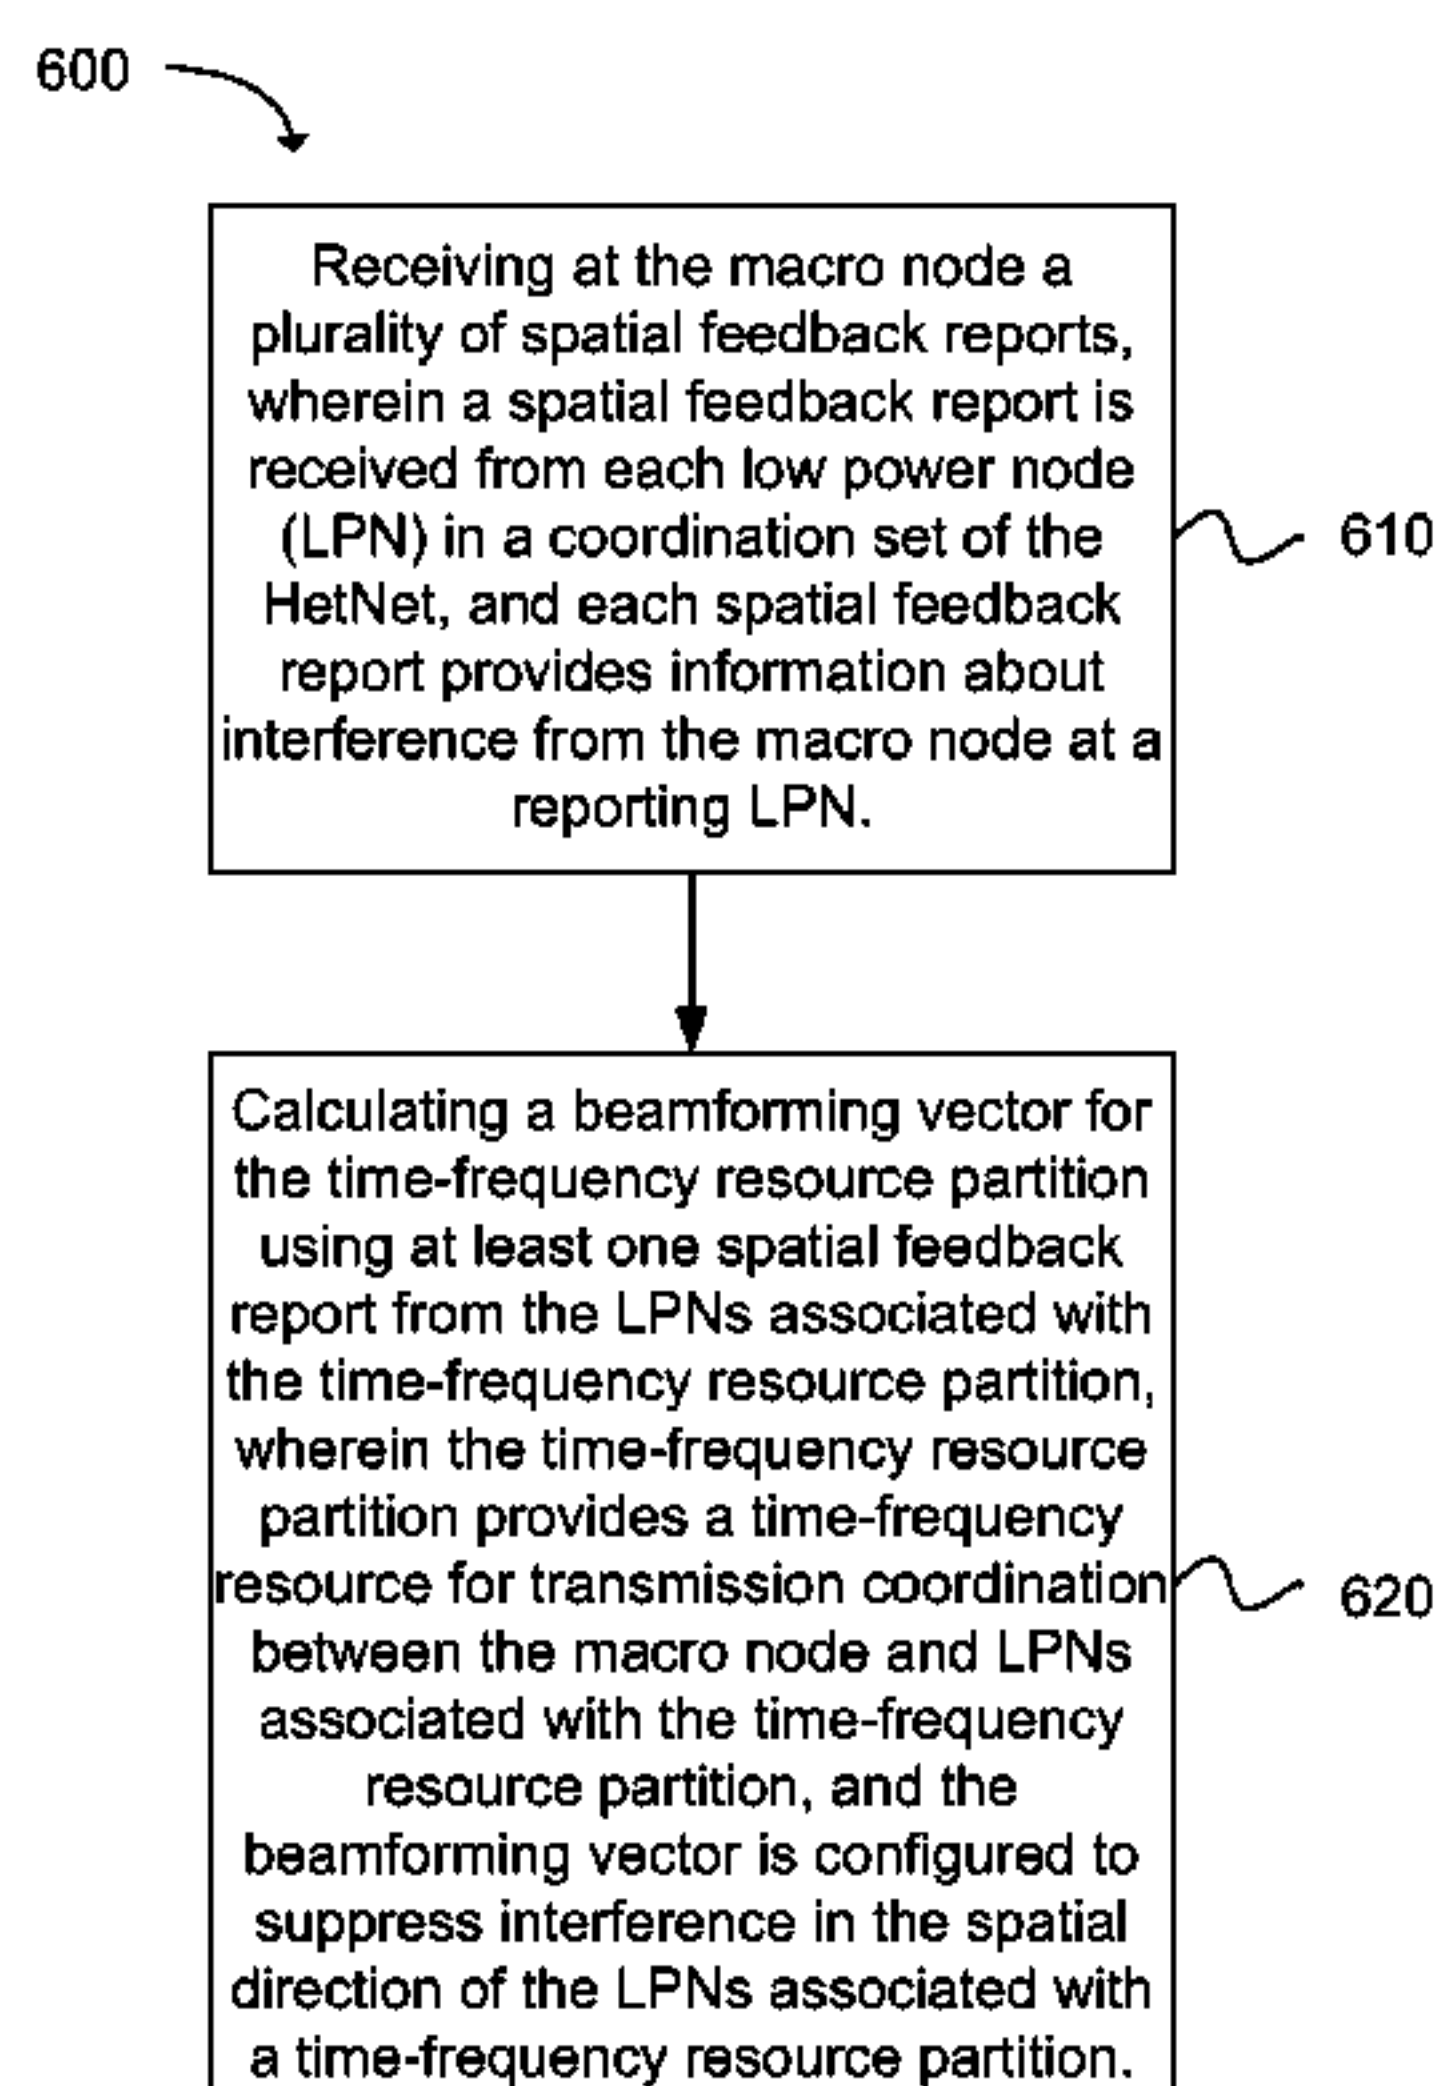 600
Receiving at the macro node a
plurality of spatial feedback reports,
wherein a spatial feedback report is
received from each low power node
(LPN) in a coordination set of the
HetNet, and each spatial feedback
report provides information about
interference from the macro node at a
reporting LPN.
610
Calculating a beamforming vector for
the time-frequency resource partition
using at least one spatial feedback
report from the LPNs associated with
the time-frequency resource partition,
wherein the time-frequency resource
partition provides a time-frequency
resource for transmission coordination
between the macro node and LPNs
associated with the time-frequency
resource partition, and the
beamforming vector is configured to
suppress interference in the spatial
direction of the LPNs associated with
a time-frequency resource partition.
620